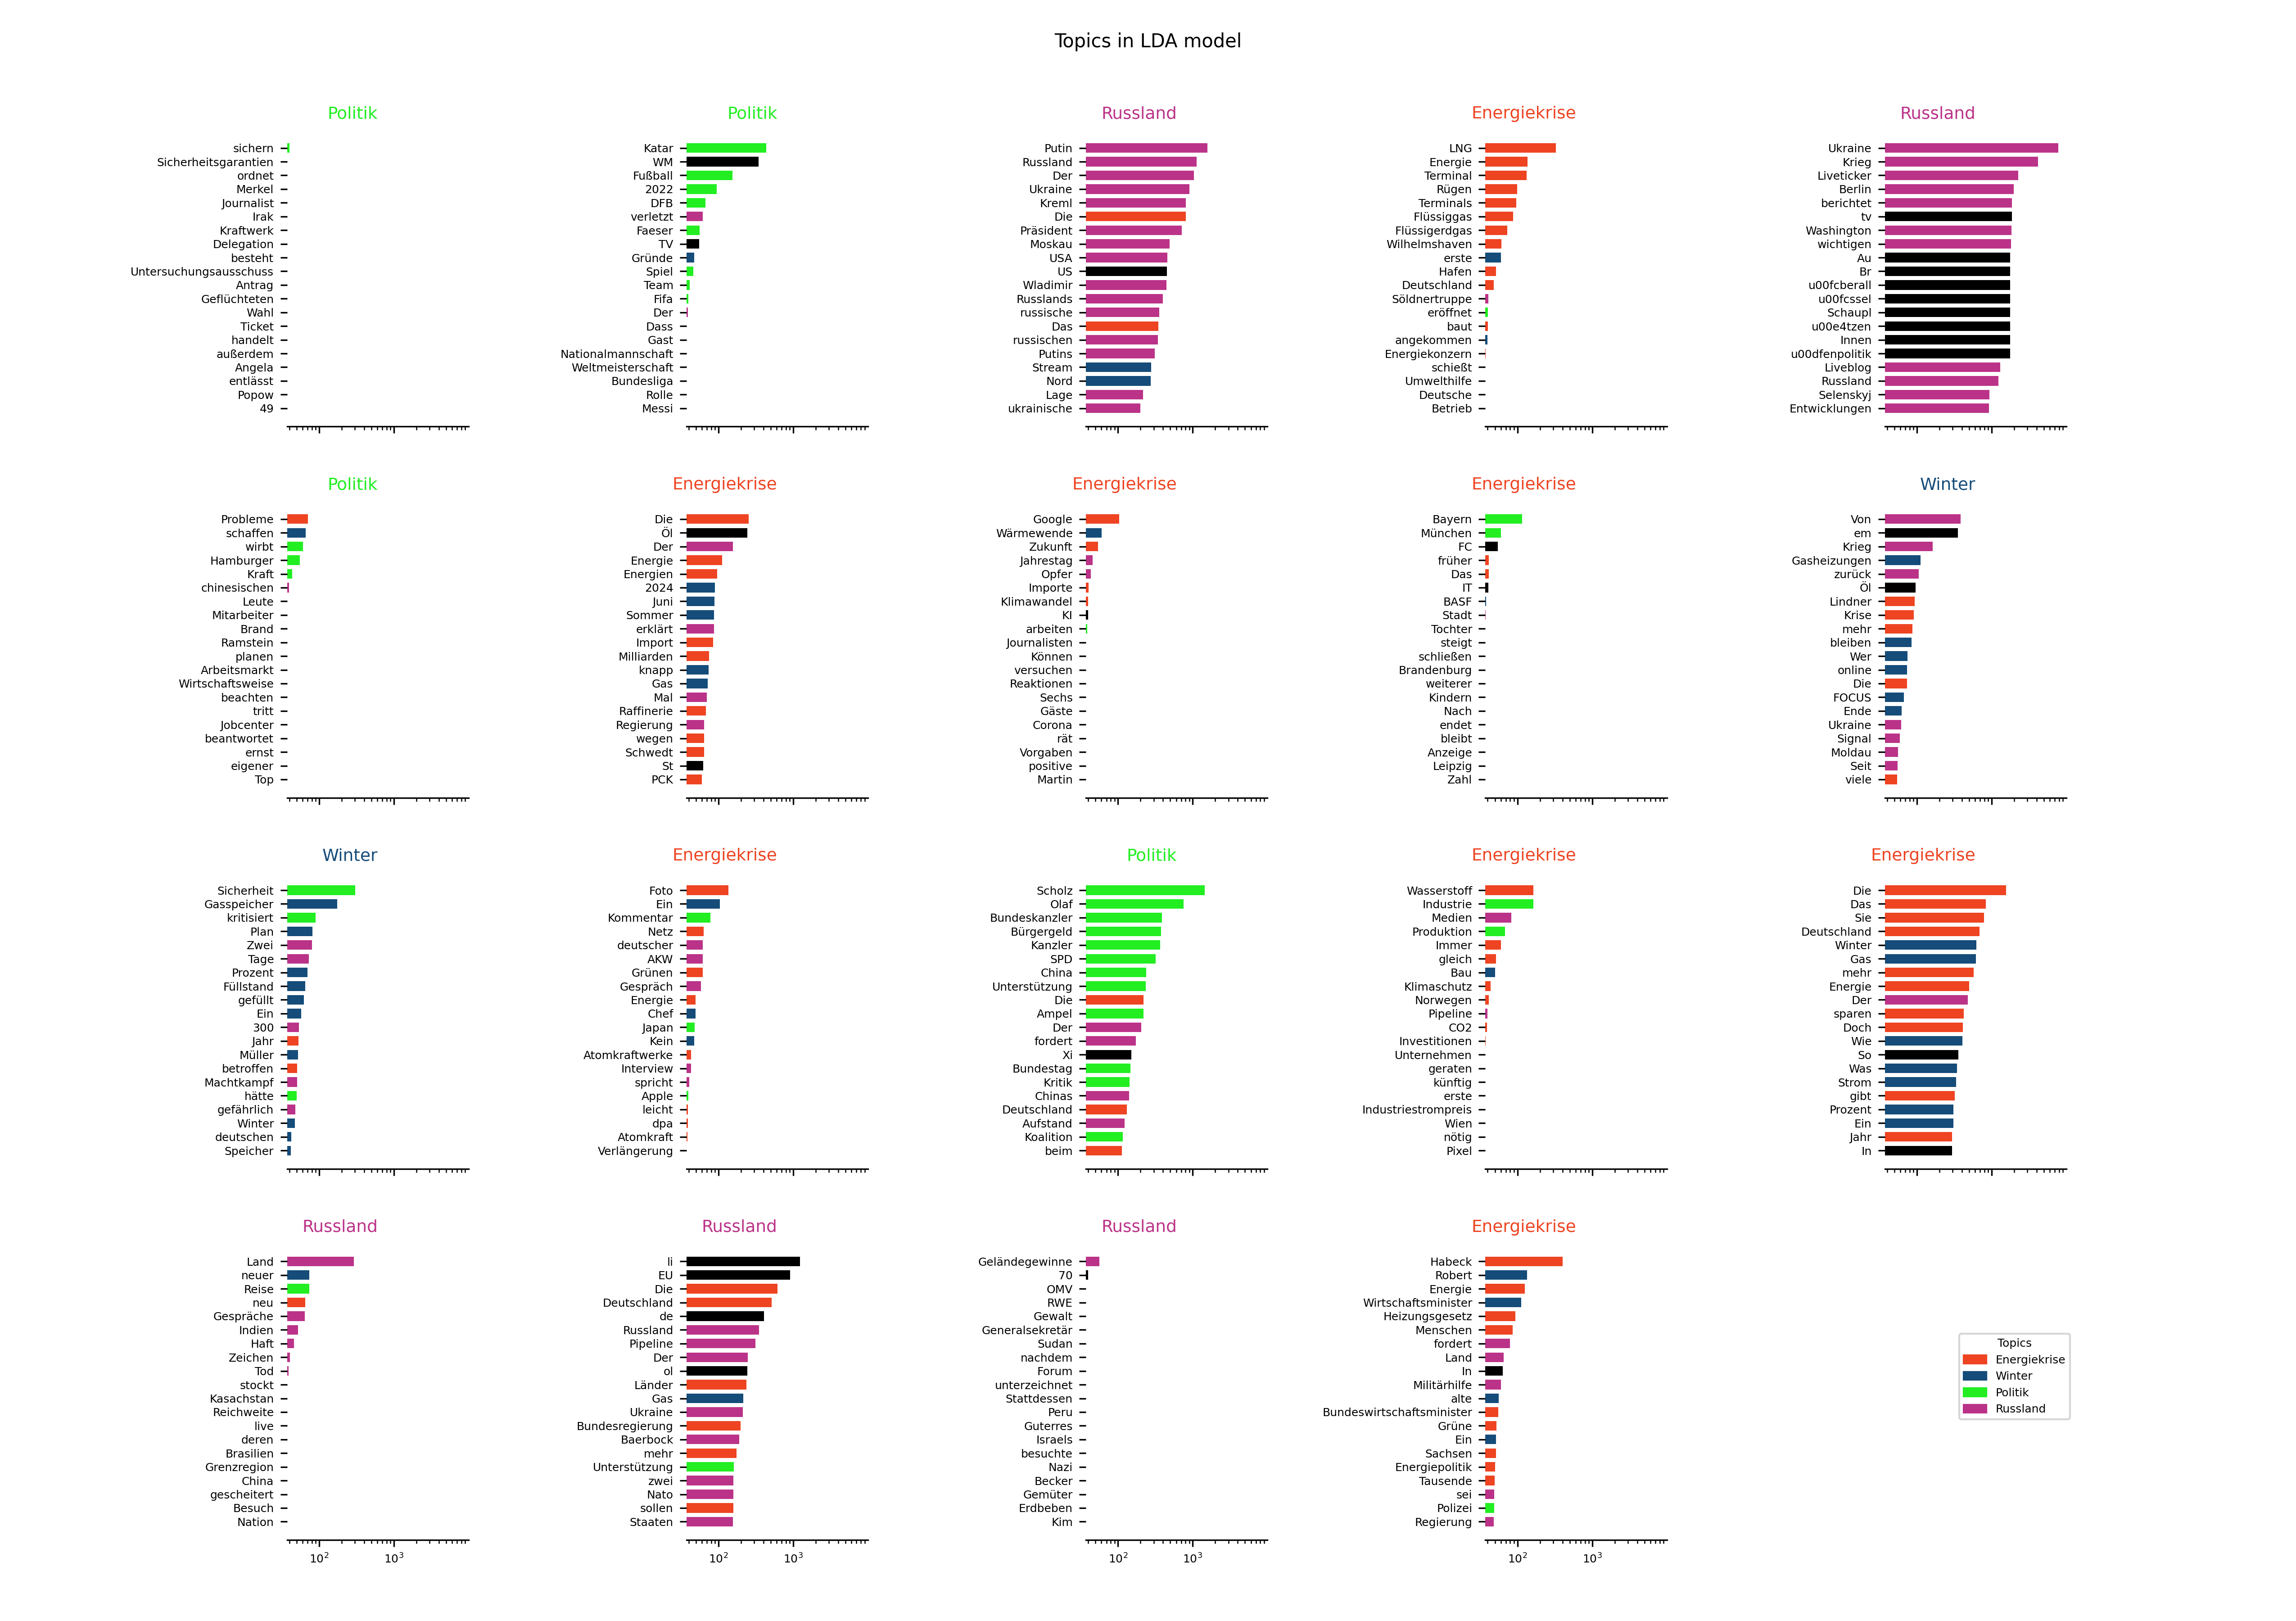 Topics in LDA model
Politik
sichern
Sicherheitsgarantien
ordnet
Merkel
Journalist
Irak
Kraftwerk
Delegation
besteht
Untersuchungsausschuss
Antrag
Geflüchteten
Wahl
Ticket
handelt
außerdem
Angela
entlässt
Popow
49
Politik
Katar
WM
Fußball
2022
DFB
verletzt
Faeser
TV
Gründe
Spiel
Team
Fifa
Der
Dass
Gast
Nationalmannschaft
Weltmeisterschaft
Bundesliga
Rolle
Messi
Russland
Putin
Russland
Der
Ukraine
Kreml
Die
Präsident
Moskau
USA
US
Wladimir
Russlands
russische
Das
russischen
Putins
Stream
Nord
Lage
ukrainische
Energiekrise
LNG
Energie
Terminal
Rügen
Terminals
Flüssiggas
Flüssigerdgas
Wilhelmshaven
erste
Hafen
Deutschland
Söldnertruppe
eröffnet
baut
angekommen
Energiekonzern
schießt
Umwelthilfe
Deutsche
Betrieb
Russland
Ukraine
Krieg
Liveticker
Berlin
berichtet
tv
Washington
wichtigen
Au
Br
u00fcberall
u00fcssel
Schaupl
u00e4tzen
Innen
u00dfenpolitik
Liveblog
Russland
Selenskyj
Entwicklungen
Politik
Probleme
schaffen
wirbt
Hamburger
Kraft
chinesischen
Leute
Mitarbeiter
Brand
Ramstein
planen
Arbeitsmarkt
Wirtschaftsweise
beachten
tritt
Jobcenter
beantwortet
ernst
eigener
Top
Energiekrise
Die
Öl
Der
Energie
Energien
2024
Juni
Sommer
erklärt
Import
Milliarden
knapp
Gas
Mal
Raffinerie
Regierung
wegen
Schwedt
St
PCK
Energiekrise
Google
Wärmewende
Zukunft
Jahrestag
Opfer
Importe
Klimawandel
KI
arbeiten
Journalisten
Können
versuchen
Reaktionen
Sechs
Gäste
Corona
rät
Vorgaben
positive
Martin
Energiekrise
Bayern
München
FC
früher
Das
IT
BASF
Stadt
Tochter
steigt
schließen
Brandenburg
weiterer
Kindern
Nach
endet
bleibt
Anzeige
Leipzig
Zahl
Winter
Von
em
Krieg
Gasheizungen
zurück
Öl
Lindner
Krise
mehr
bleiben
Wer
online
Die
FOCUS
Ende
Ukraine
Signal
Moldau
Seit
viele
Winter
Sicherheit
Gasspeicher
kritisiert
Plan
Zwei
Tage
Prozent
Füllstand
gefüllt
Ein
300
Jahr
Müller
betroffen
Machtkampf
hätte
gefährlich
Winter
deutschen
Speicher
Energiekrise
Foto
Ein
Kommentar
Netz
deutscher
AKW
Grünen
Gespräch
Energie
Chef
Japan
Kein
Atomkraftwerke
Interview
spricht
Apple
leicht
dpa
Atomkraft
Verlängerung
Politik
Scholz
Olaf
Bundeskanzler
Bürgergeld
Kanzler
SPD
China
Unterstützung
Die
Ampel
Der
fordert
Xi
Bundestag
Kritik
Chinas
Deutschland
Aufstand
Koalition
beim
Energiekrise
Wasserstoff
Industrie
Medien
Produktion
Immer
gleich
Bau
Klimaschutz
Norwegen
Pipeline
CO2
Investitionen
Unternehmen
geraten
künftig
erste
Industriestrompreis
Wien
nötig
Pixel
Energiekrise
Die
Das
Sie
Deutschland
Winter
Gas
mehr
Energie
Der
sparen
Doch
Wie
So
Was
Strom
gibt
Prozent
Ein
Jahr
In
Russland
Land
neuer
Reise
neu
Gespräche
Indien
Haft
Zeichen
Tod
stockt
Kasachstan
Reichweite
live
deren
Brasilien
Grenzregion
China
gescheitert
Besuch
Nation
10² 10³
Russland
li
EU
Die
Deutschland
de
Russland
Pipeline
Der
ol
Länder
Gas
Ukraine
Bundesregierung
Baerbock
mehr
Unterstützung
zwei
Nato
sollen
Staaten
10² 10³
Russland
Geländegewinne
70
OMV
RWE
Gewalt
Generalsekretär
Sudan
nachdem
Forum
unterzeichnet
Stattdessen
Peru
Guterres
Israels
besuchte
Nazi
Becker
Gemüter
Erdbeben
Kim
10² 10³
Energiekrise
Habeck
Robert
Energie
Wirtschaftsminister
Heizungsgesetz
Menschen
fordert
Land
In
Militärhilfe
alte
Bundeswirtschaftsminister
Grüne
Ein
Sachsen
Energiepolitik
Tausende
sei
Polizei
Regierung
10² 10³
Topics
Energiekrise
Winter
Politik
Russland